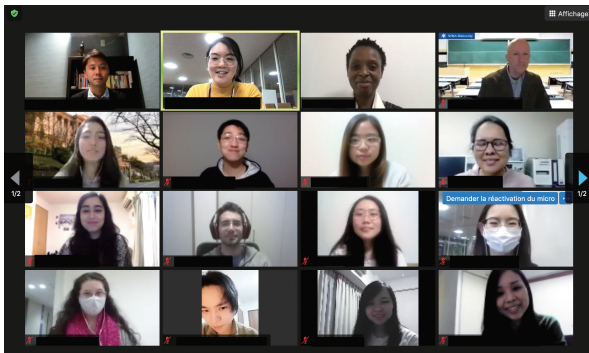 Affichage
1/2
1/2
Demander la réactivation du micro